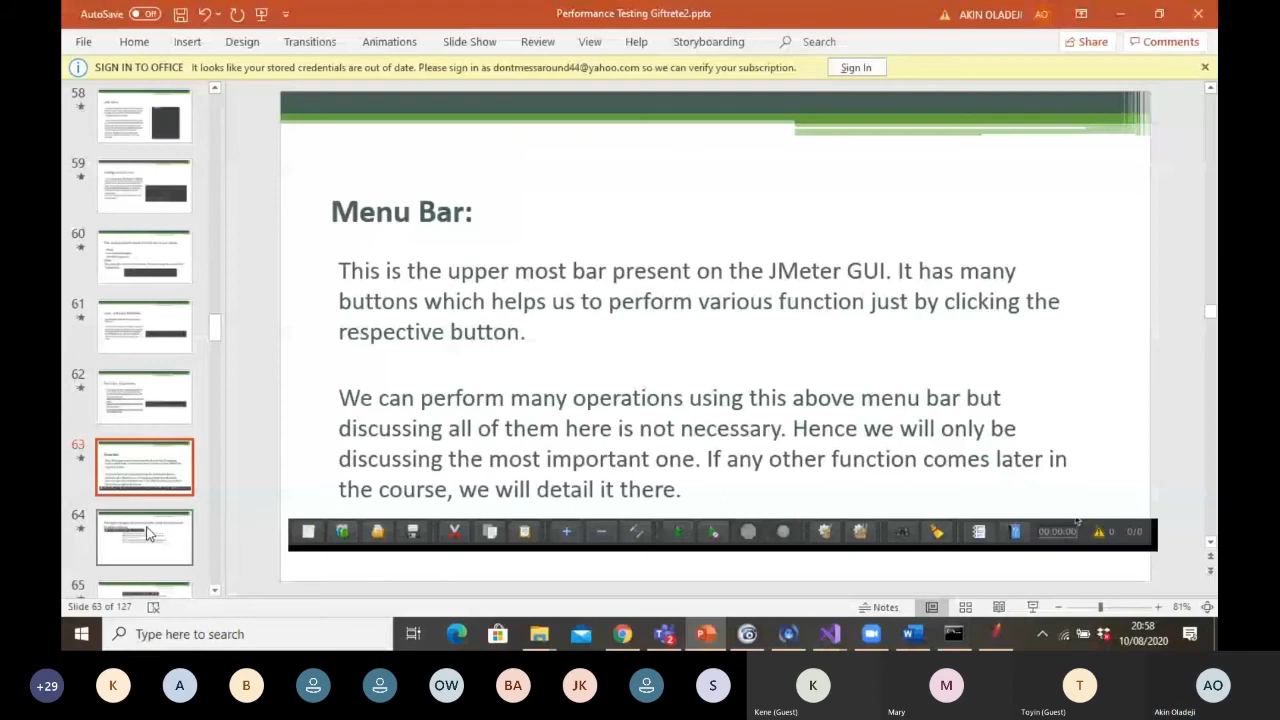 AutoSave Off Performance Testing Giftrete2.pptx AKIN OLADEJI AO
File Home Insert Design Transitions Animations Slide Show Review View Help Storyboarding Search Share Comments
SIGN IN TO OFFICE It looks like your stored credentials are out of date. Please sign in as dontmessaround44@yahoo.com so we can verify your subscription. Sign In
58
59
60
61
62
63
64
65
Menu Bar:
This is the upper most bar present on the JMeter GUI. It has many
buttons which helps us to perform various function just by clicking the
respective button.
We can perform many operations using this above menu bar but
discussing all of them here is not necessary. Hence we will only be
discussing the most important one. If any other function comes later in
the course, we will detail it there.
00:00:00 0 0/0
Slide 63 of 127 Notes 81%
Type here to search 2 20:58
10/08/2020
+29 K A B OW BA JK S K M T AO
Kene (Guest) Mary Toyin (Guest) Akin Oladeji